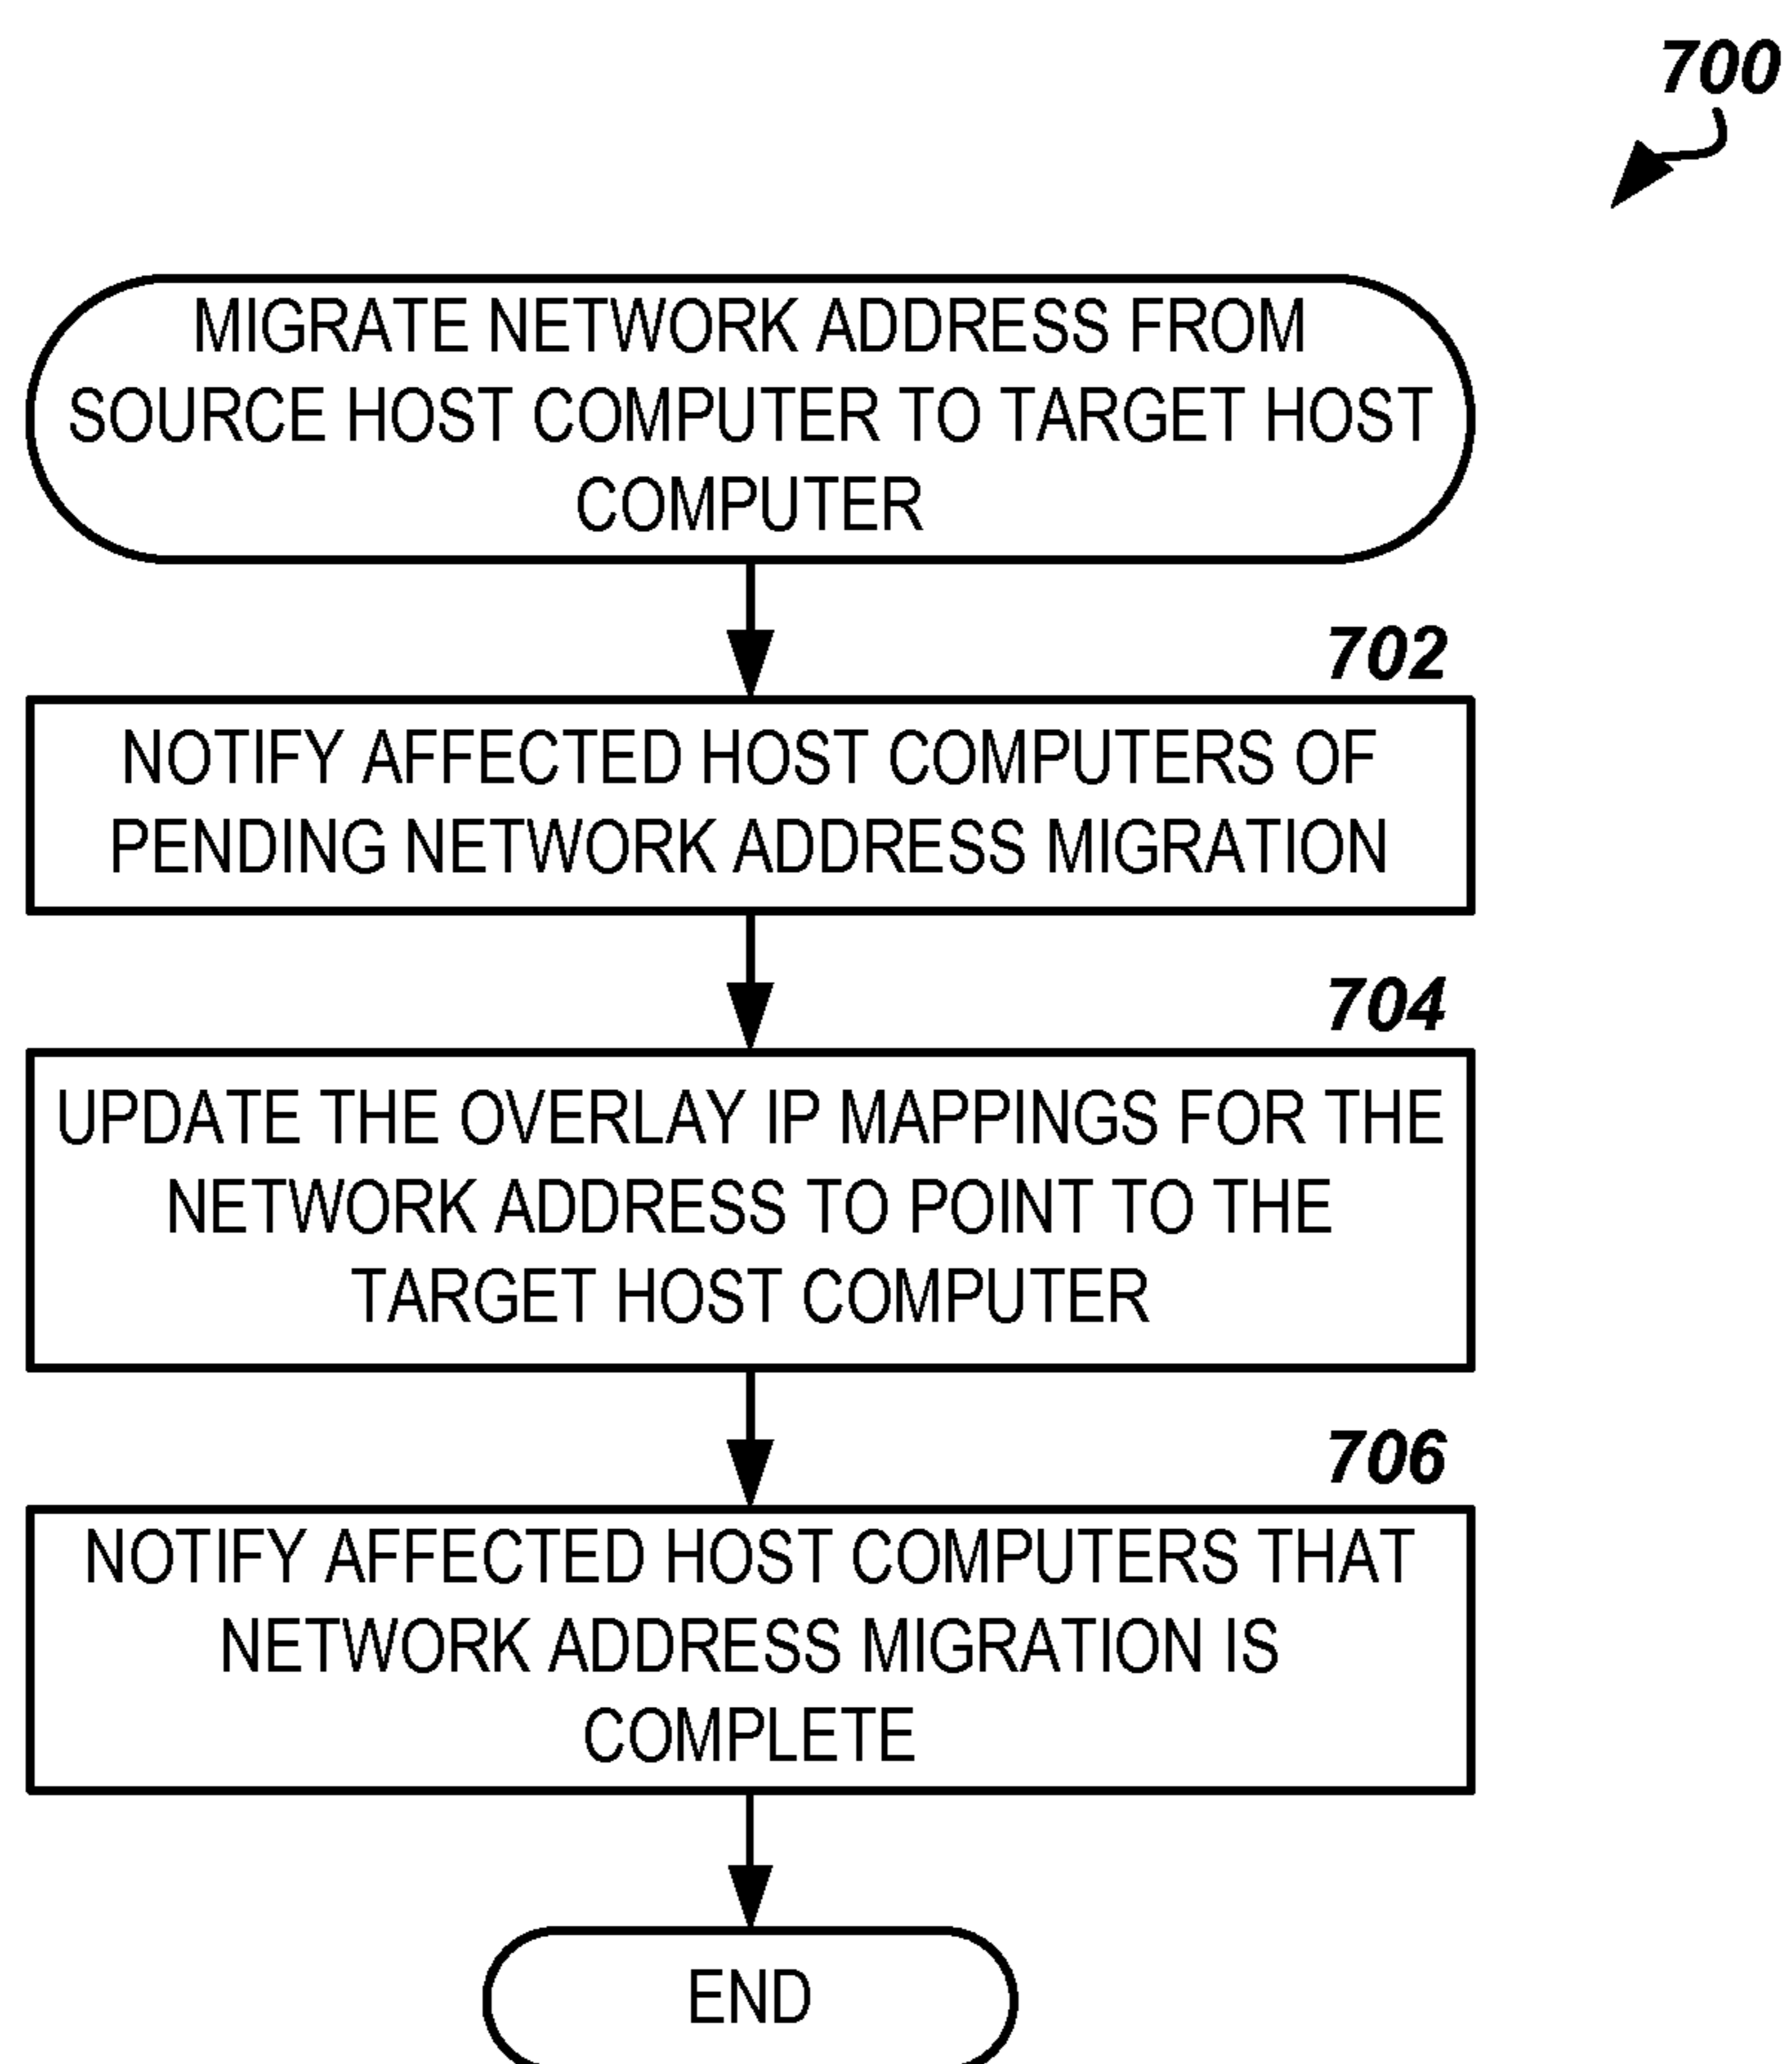 700
MIGRATE NETWORK ADDRESS FROM
SOURCE HOST COMPUTER TO TARGET HOST
COMPUTER
702
NOTIFY AFFECTED HOST COMPUTERS OF
PENDING NETWORK ADDRESS MIGRATION
704
UPDATE THE OVERLAY IP MAPPINGS FOR THE
NETWORK ADDRESS TO POINT TO THE
TARGET HOST COMPUTER
706
NOTIFY AFFECTED HOST COMPUTERS THAT
NETWORK ADDRESS MIGRATION IS
COMPLETE
END